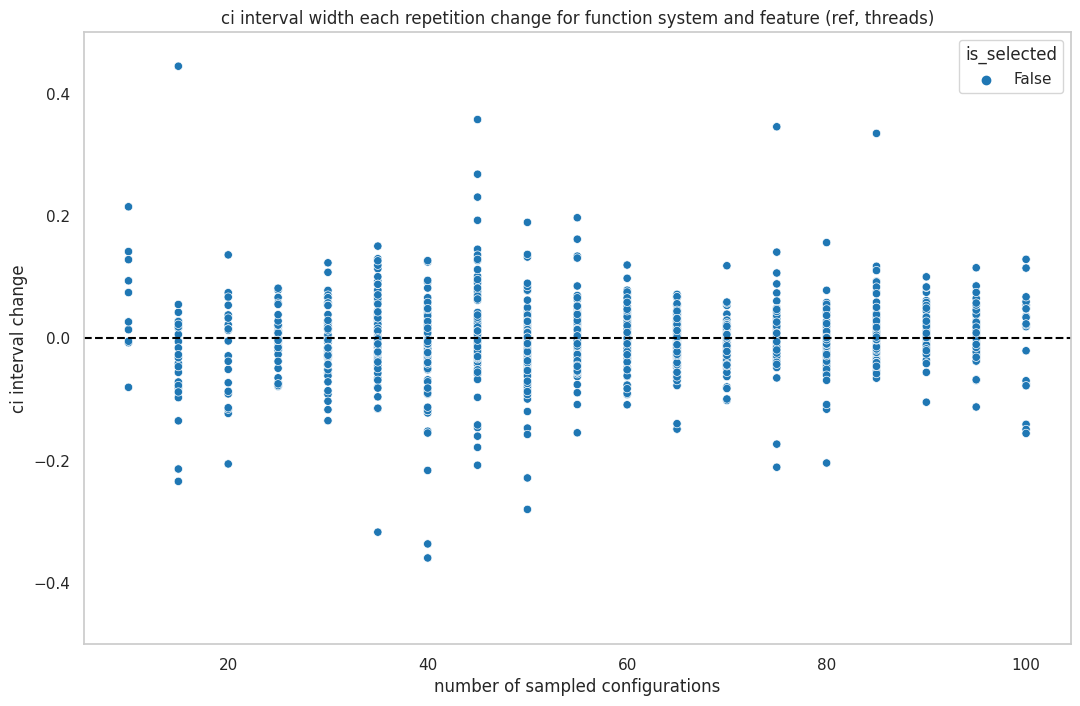 ci interval width each repetition change for function system and feature (ref, threads)
is_selected
False
ci interval change
0.4
0.2
0.0
−0.2
−0.4
20
40
60
80
100
number of sampled configurations